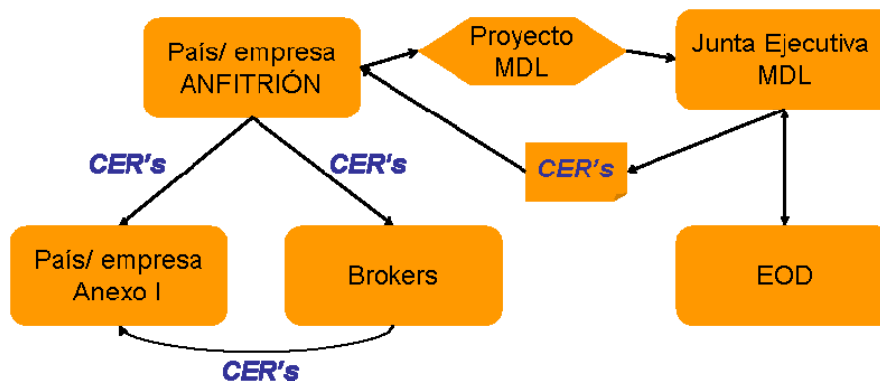 País/ empresa
ANFITRIÓN
Proyecto
MDL
Junta Ejecutiva
MDL
CER's
CER's
CER's
País/ empresa
Anexo I
Brokers
EOD
CER's